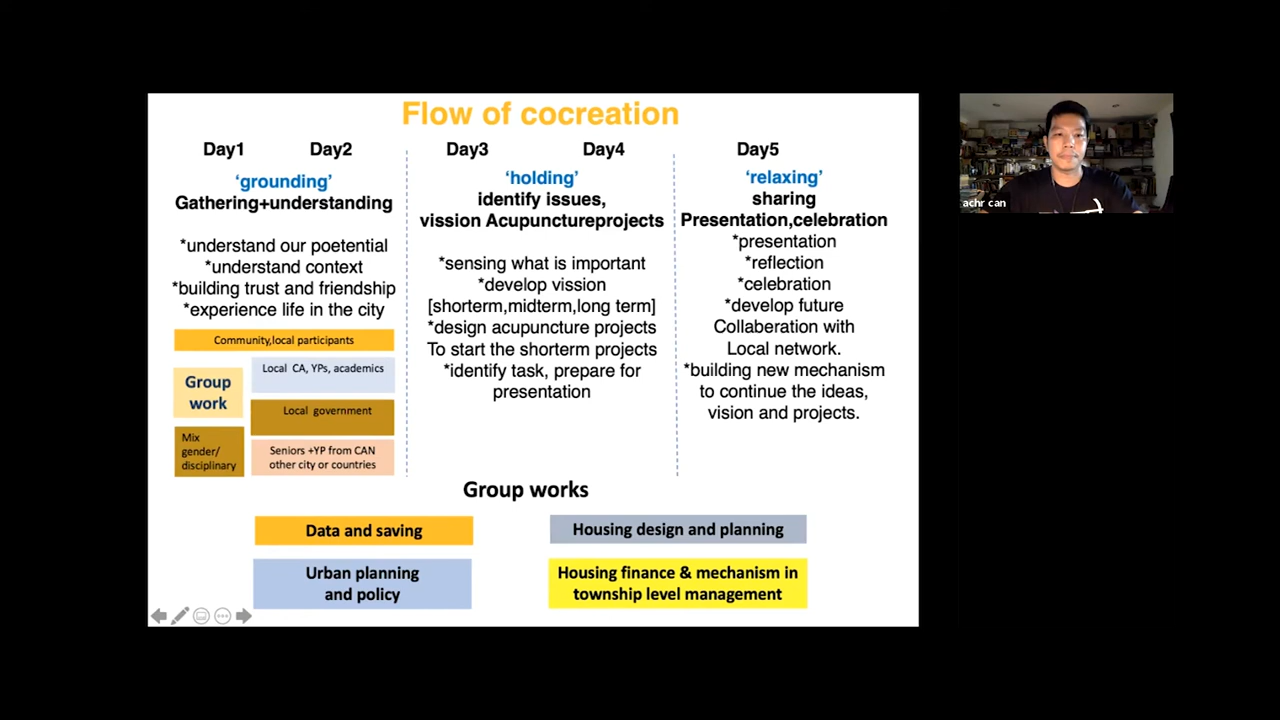 Flow of cocreation
Day1
Day2
'grounding'
Gathering+understanding
*understand our poetential
*understand context
*building trust and friendship
*experience life in the city
Community,local participants
Group
work
Local CA, YPs, academics
Local government
Mix
gender/
disciplinary
Seniors +YP from CAN
other city or countries
Day3
Day4
'holding'
identify issues,
vission Acupunctureprojects
*sensing what is important
*develop vission
[shorterm,midterm,long term]
*design acupuncture projects
To start the shorterm projects
*identify task, prepare for
presentation
Day5
'relaxing'
sharing
Presentation,celebration
*presentation
*reflection
*celebration
*develop future
Collaberation with
Local network.
*building new mechanism
to continue the ideas,
vision and projects.
Group works
Data and saving
Housing design and planning
Urban planning
and policy
Housing finance & mechanism in
township level management
achr can